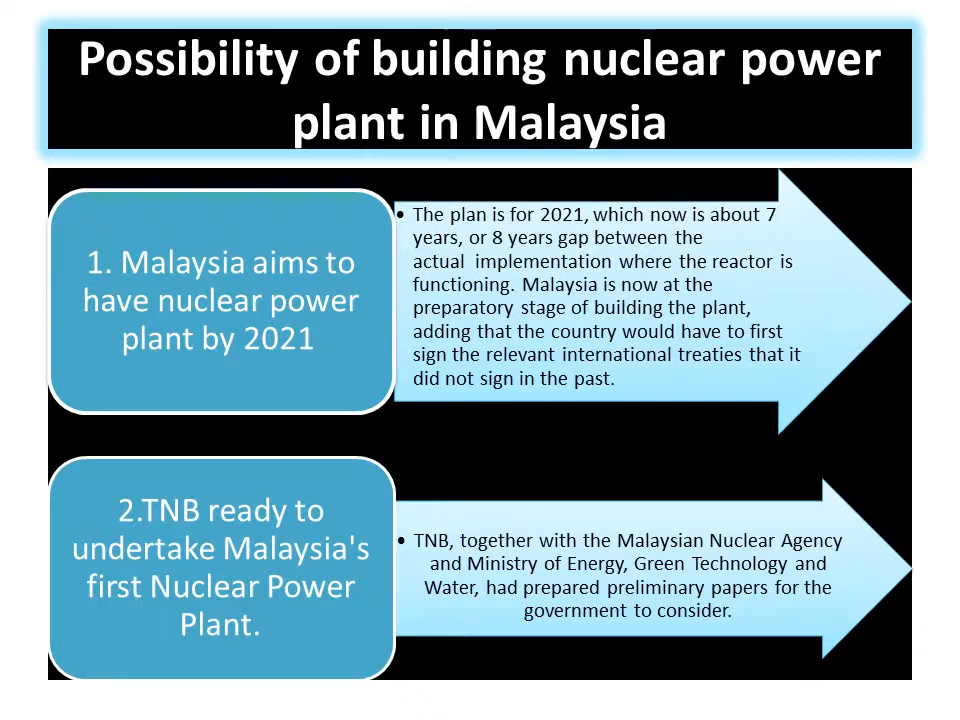 Possibility of building nuclear power
plant in Malaysia
1. Malaysia aims to
have nuclear power
plant by 2021
• The plan is for 2021, which now is about 7
years, or 8 years gap between the
actual implementation where the reactor is
functioning. Malaysia is now at the
preparatory stage of building the plant,
adding that the country would have to first
sign the relevant international treaties that it
did not sign in the past.
2.TNB ready to
undertake Malaysia's
first Nuclear Power
Plant.
• TNB, together with the Malaysian Nuclear Agency
and Ministry of Energy, Green Technology and
Water, had prepared preliminary papers for the
government to consider.